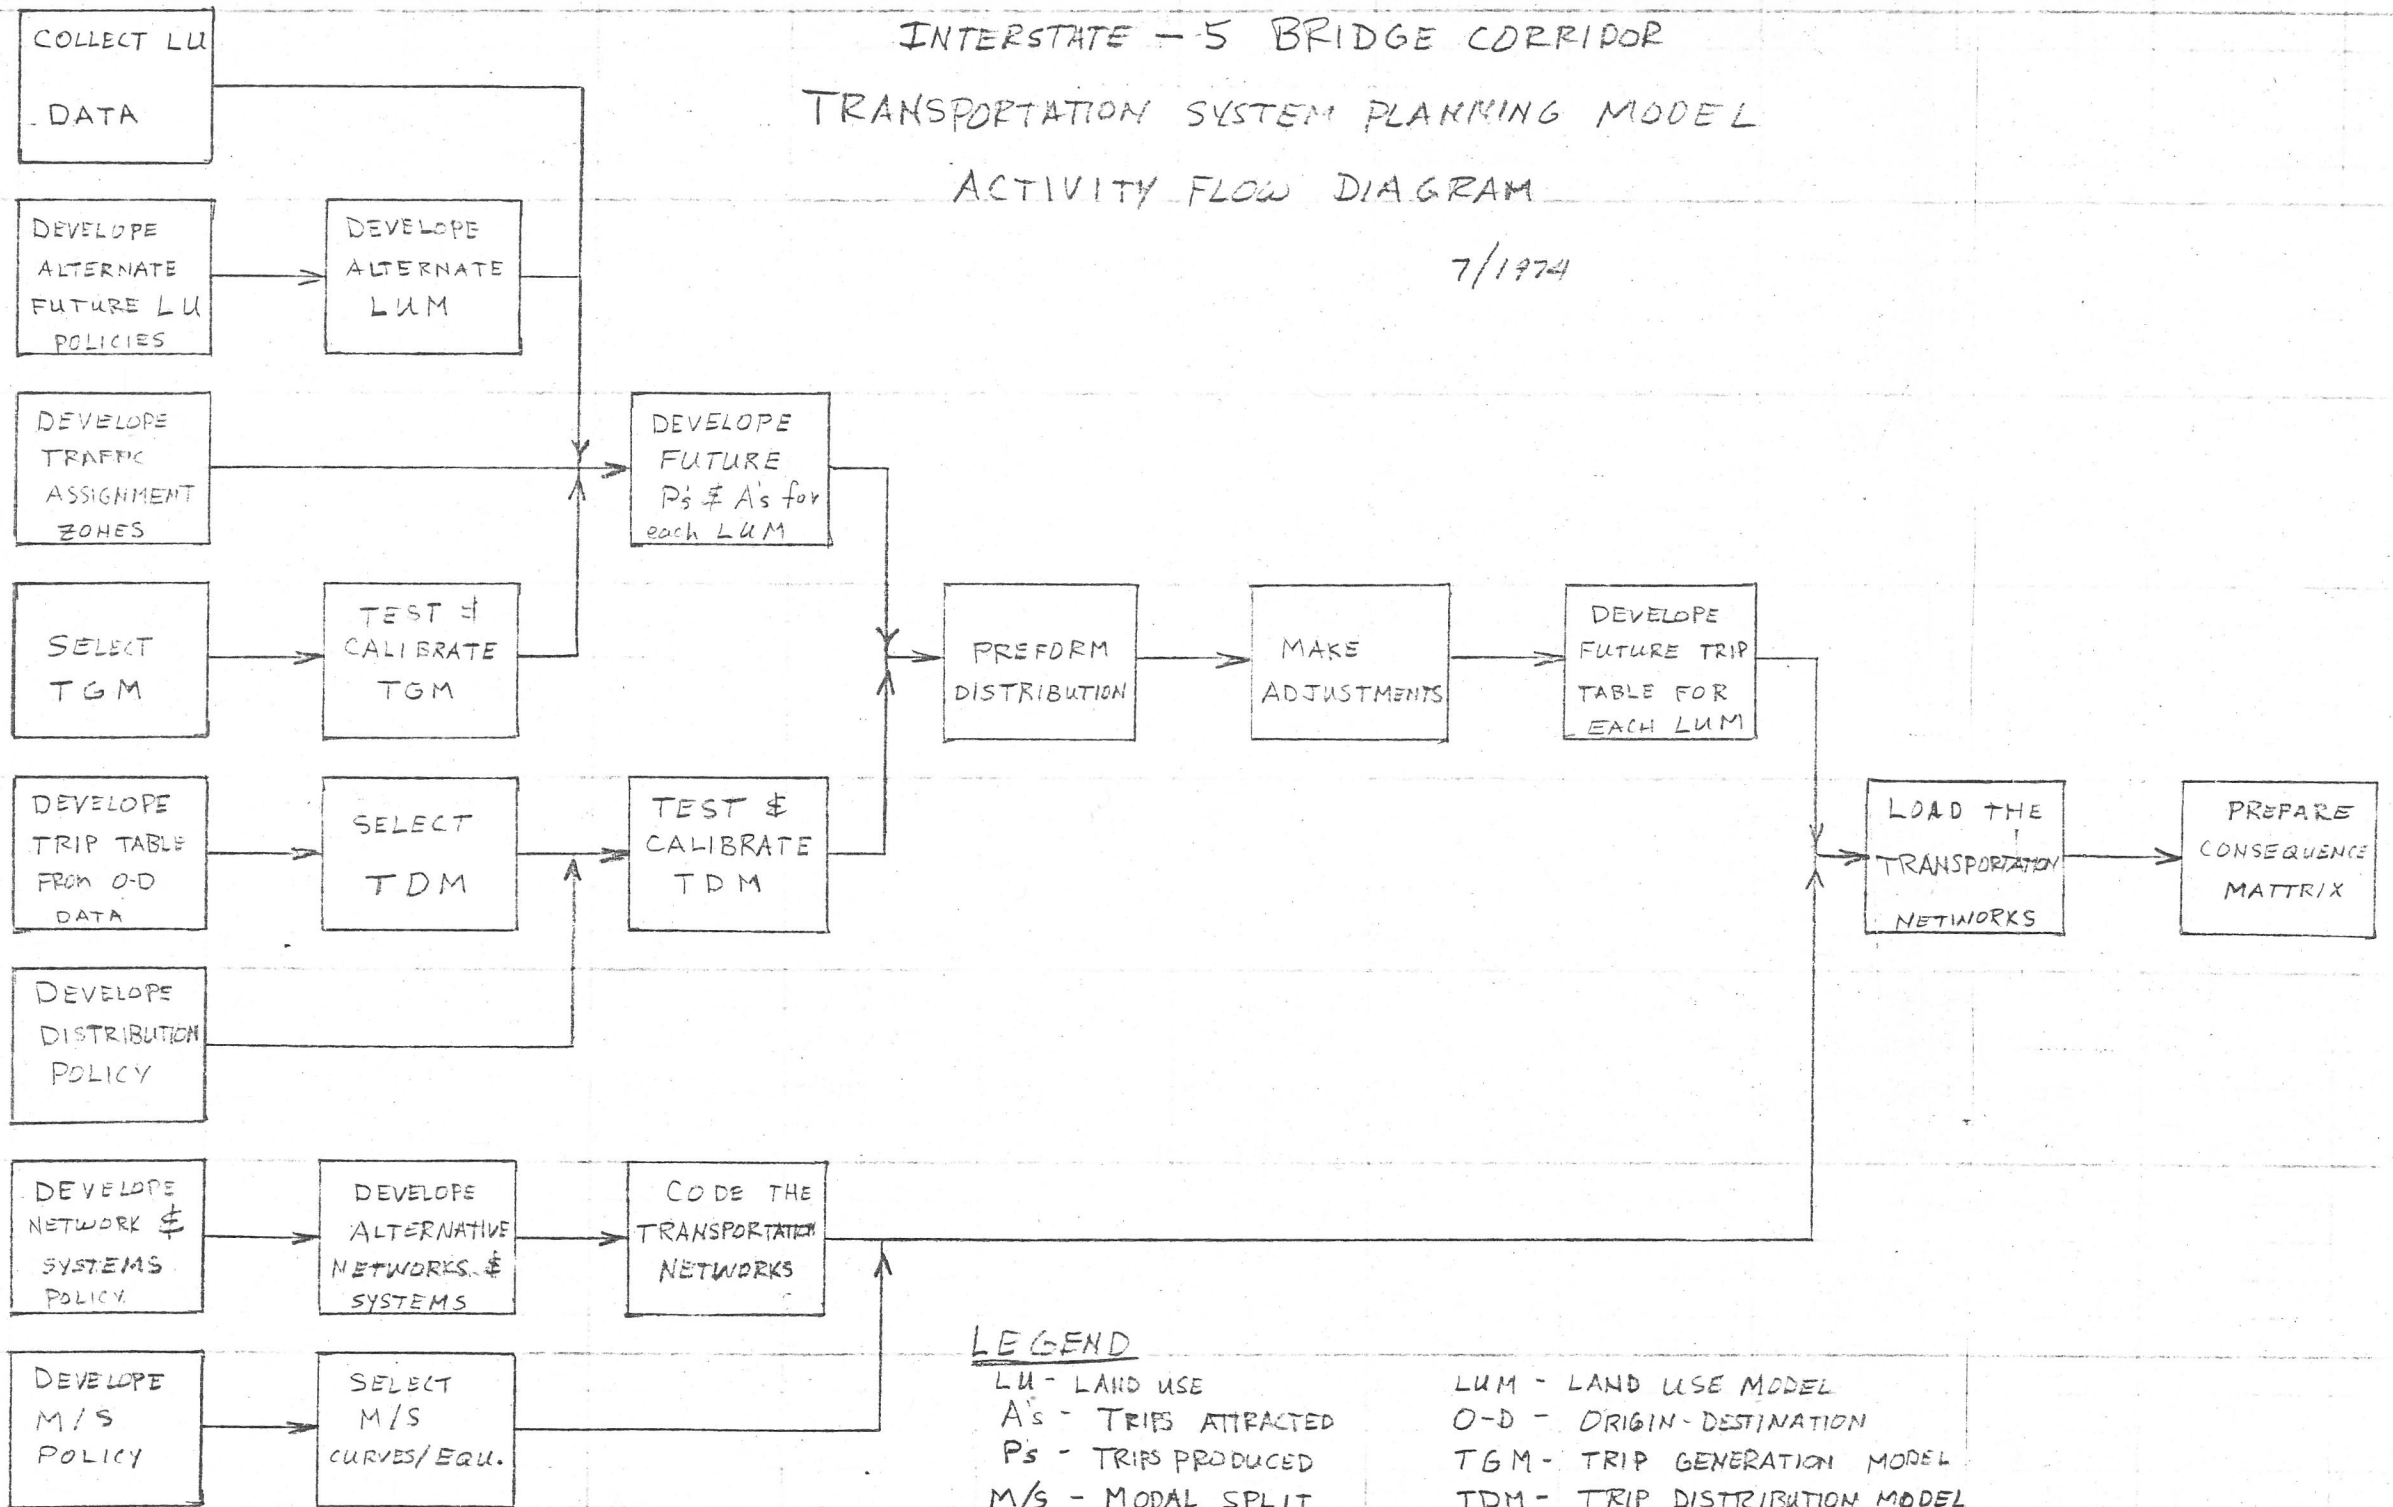 INTERSTATE - 5 BRIDGE CORRIDOR
TRANSPORTATION SYSTEM PLANNING MODEL
ACTIVITY FLOW DIAGRAM
7/1974
COLLECT LU
DATA
DEVELOPE
ALTERNATE
FUTURE LU
POLICIES
DEVELOPE
ALTERNATE
LUM
DEVELOPE
TRAFFIC
ASSIGNMENT
ZONES
DEVELOPE
FUTURE
P's & A's for
each LUM
SELECT
TGM
TEST &
CALIBRATE
TGM
PREFORM
DISTRIBUTION
MAKE
ADJUSTMENTS
DEVELOPE
FUTURE TRIP
TABLE FOR
EACH LUM
DEVELOPE
TRIP TABLE
FROM O-D
DATA
SELECT
TDM
TEST &
CALIBRATE
TDM
LOAD THE
TRANSPORTATION
NETWORKS
PREPARE
CONSEQUENCE
MATTRIX
DEVELOPE
DISTRIBUTION
POLICY
DEVELOPE
NETWORK &
SYSTEMS
POLICY.
DEVELOPE
ALTERNATIVE
NETWORKS &
SYSTEMS
CODE THE
TRANSPORTATION
NETWORKS
DEVELOPE
M/S
POLICY
SELECT
M/S
CURVES/EQU.
LEGEND
LU - LAND USE
A's - TRIPS ATTRACTED
P's - TRIPS PRODUCED
M/S - MODAL SPLIT
LUM - LAND USE MODEL
O-D - ORIGIN-DESTINATION
TGM - TRIP GENERATION MODEL
TDM - TRIP DISTRIBUTION MODEL